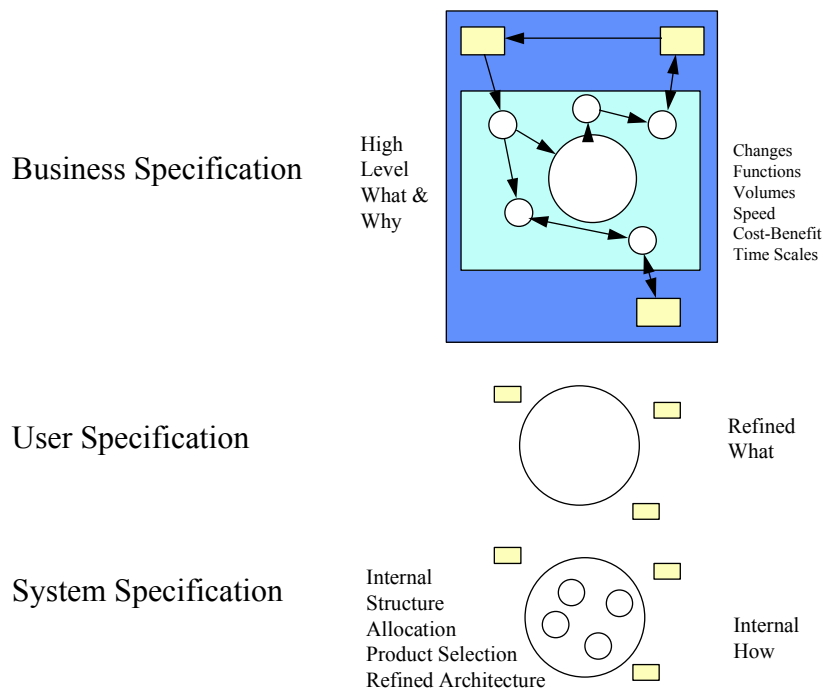 Business Specification
High
Level
What &
Why
Changes
Functions
Volumes
Speed
Cost-Benefit
Time Scales
User Specification
Refined
What
System Specification
Internal
Structure
Allocation
Product Selection
Refined Architecture
Internal
How